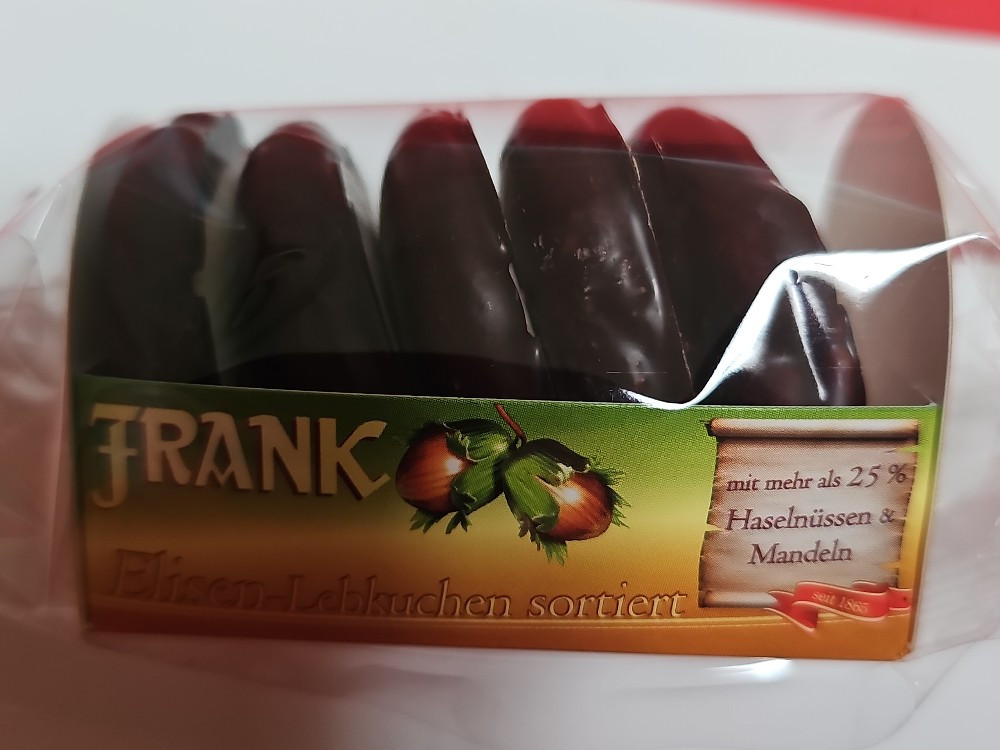 FRANK
Elisen-Lebkuchen sortiert
mit mehr als 25 %
Haselnüssen &
Mandeln
seit 1865